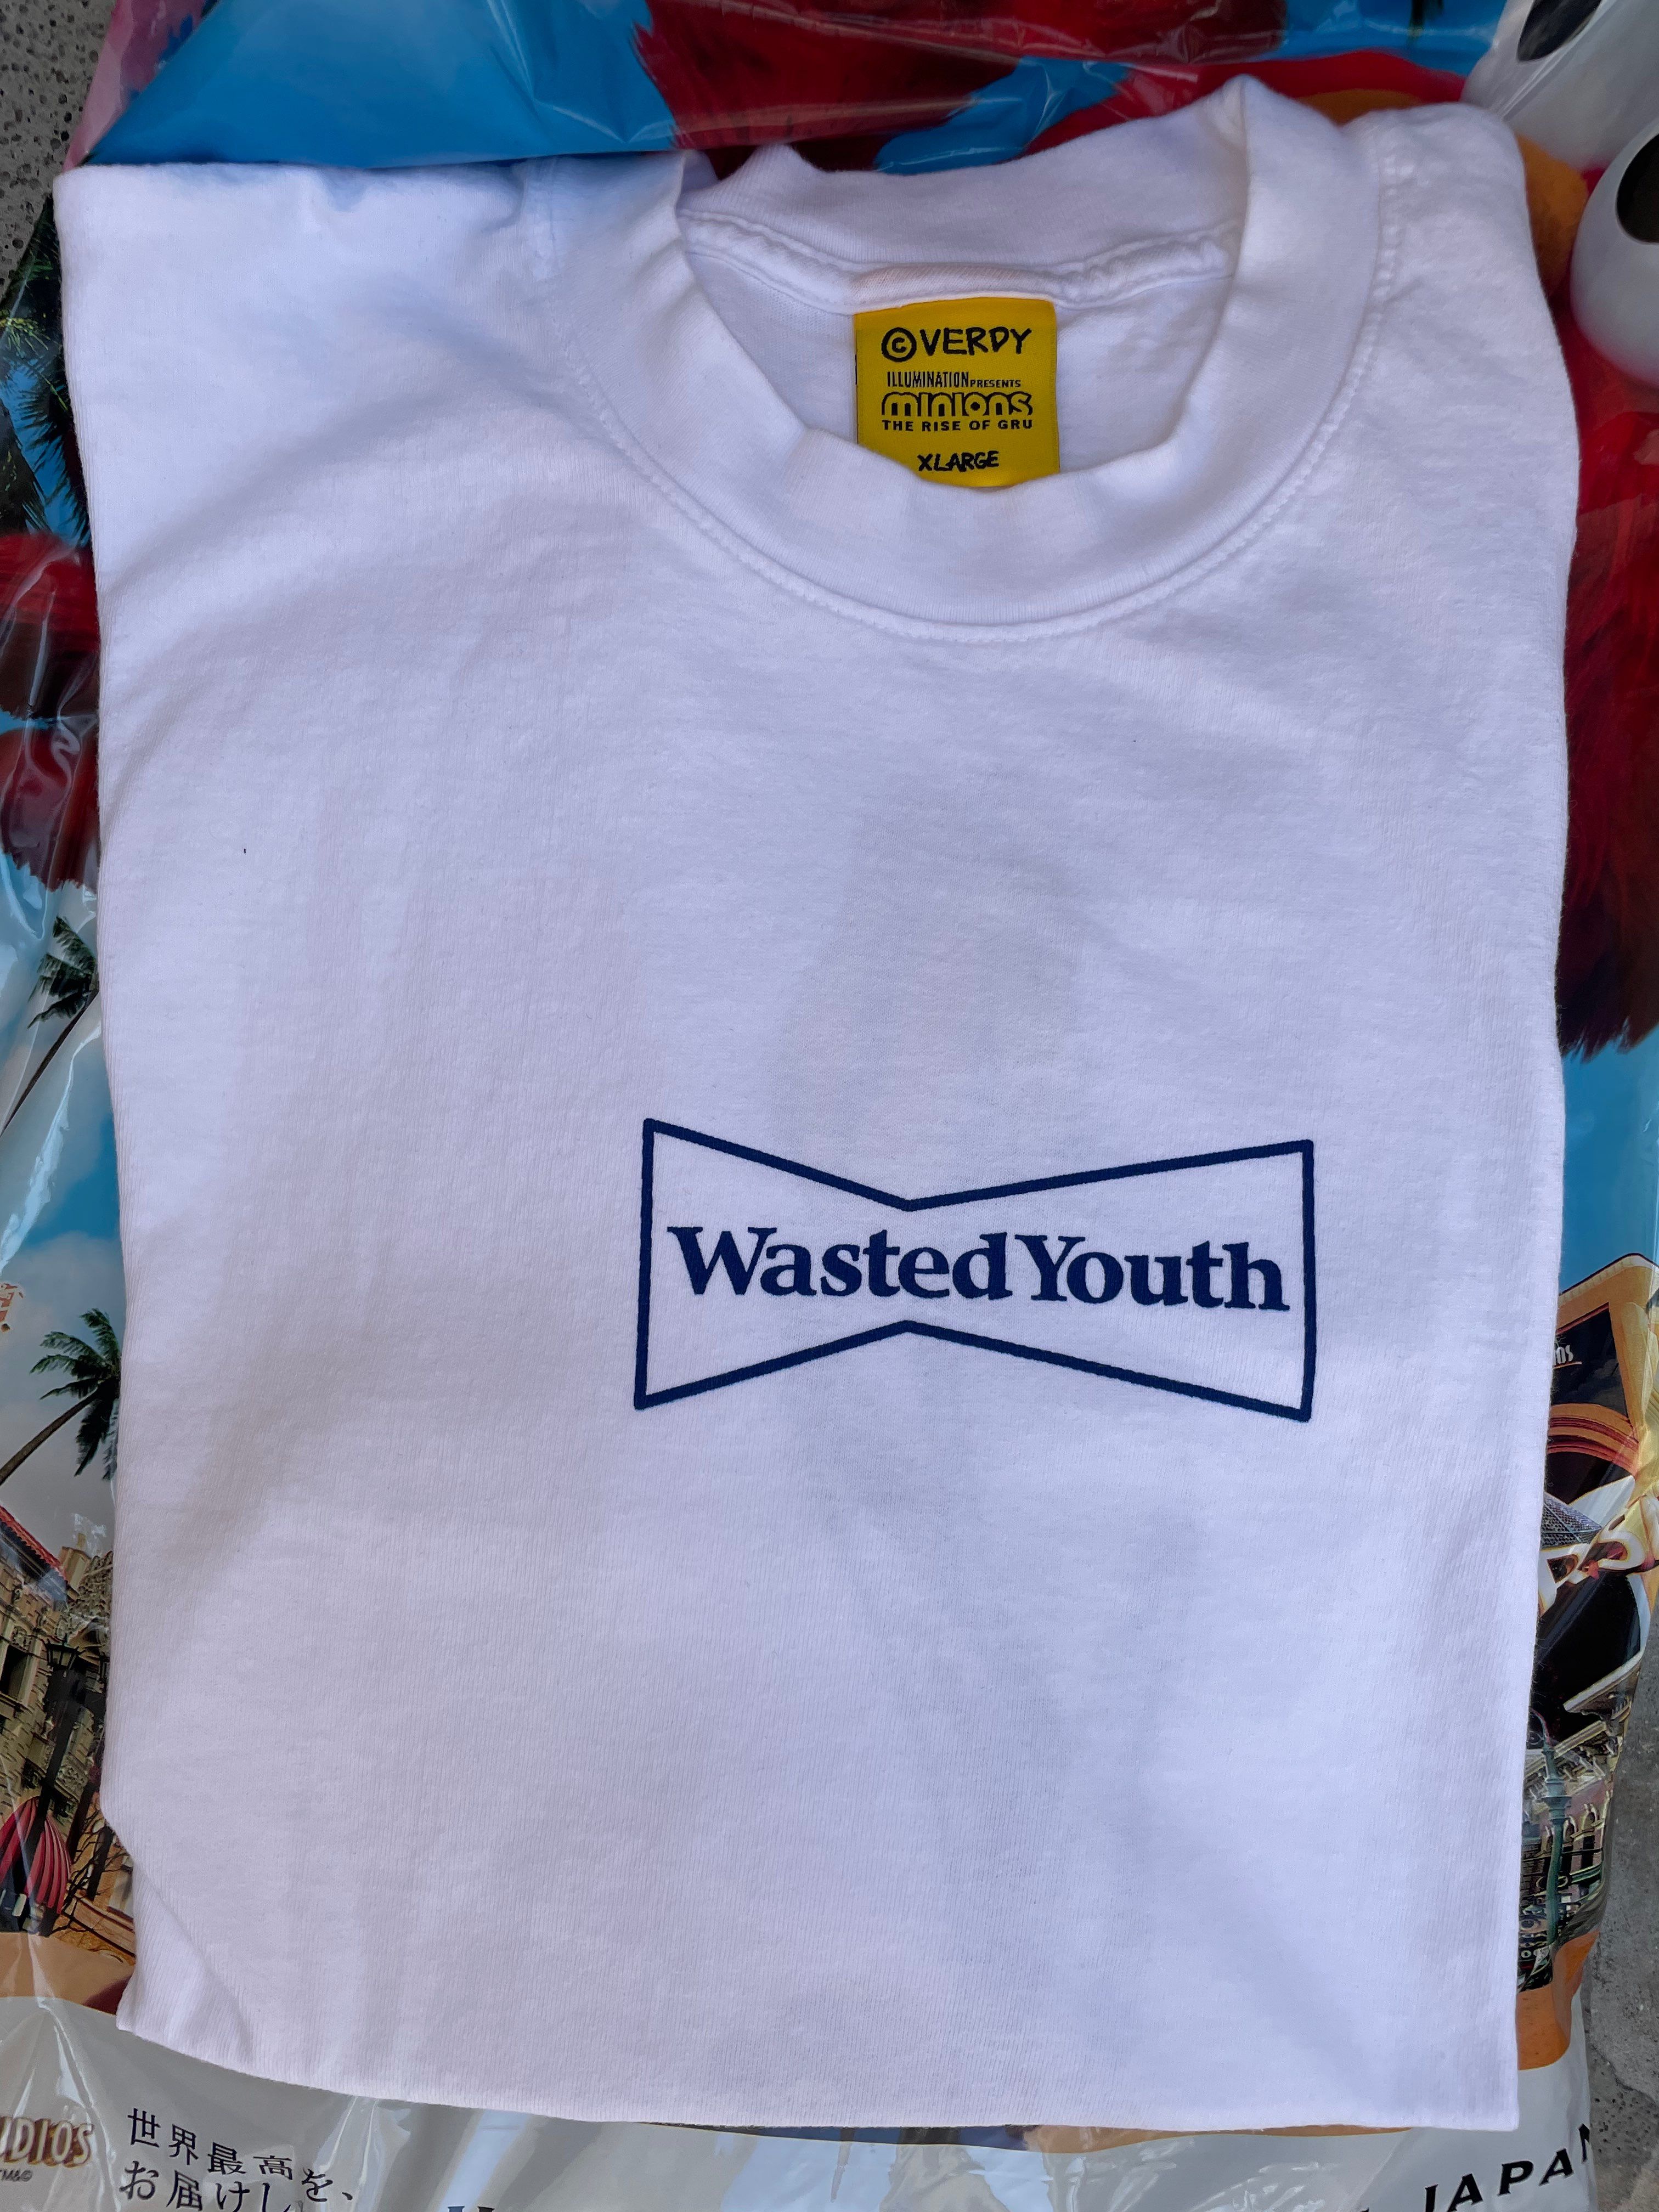 ©VERDY
ILLUMINATION PRESENTS
minions
THE RISE OF GRU
XLARGE
Wasted Youth
世界最高を、
お届けし
JAPAN